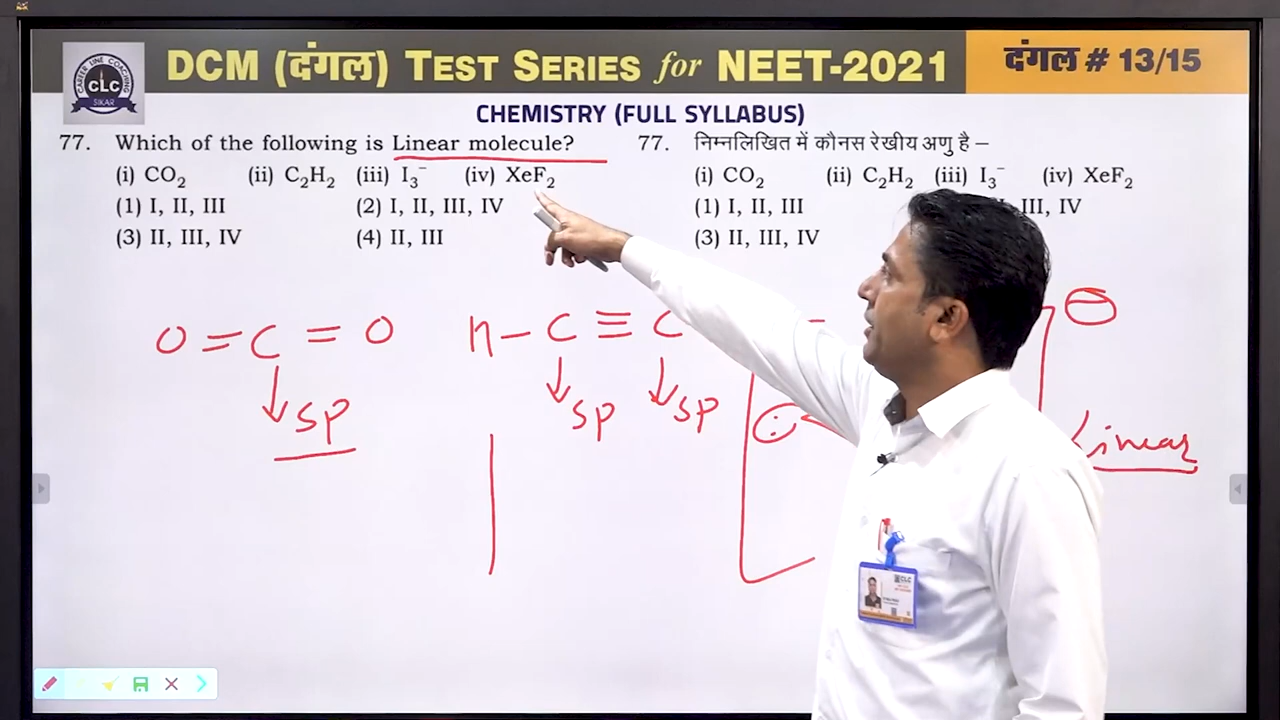 DCM (दंगल) TEST SERIES for NEET-2021
दंगल # 13/15
CLC
SIKAR
CHEMISTRY (FULL SYLLABUS)
77. Which of the following is Linear molecule?
(i) CO₂ (ii) C₂H₂ (iii) I₃⁻ (iv) XeF₂
(1) I, II, III (2) I, II, III, IV
(3) II, III, IV (4) II, III
77. निम्नलिखित में कौनस रेखीय अणु है –
(i) CO₂ (ii) C₂H₂ (iii) I₃⁻ (iv) XeF₂
(1) I, II, III III, IV
(3) II, III, IV
O = C = O
sp
H – C ≡ C
sp sp
Linear
CLC